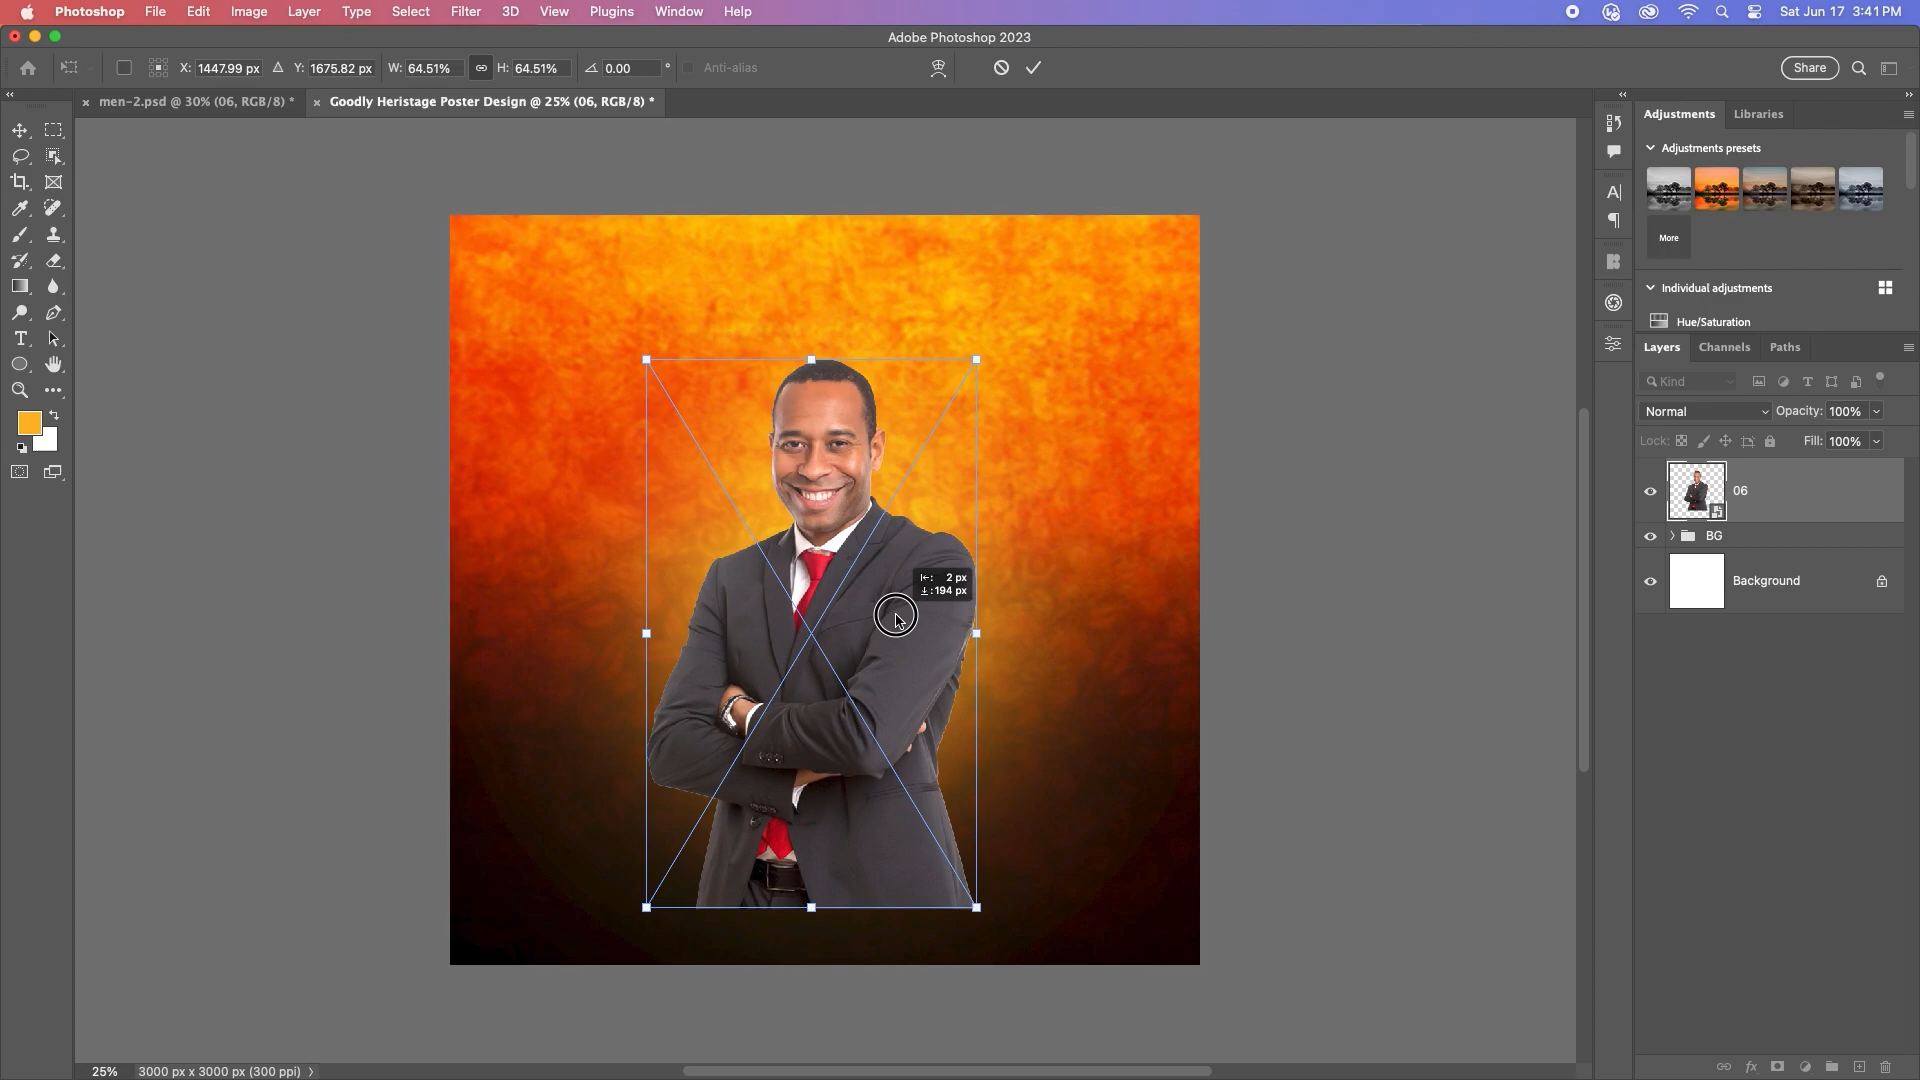 Photoshop File Edit Image Layer Type Select Filter 3D View Plugins Window Help Sat Jun 17 3:41 PM
Adobe Photoshop 2023
X: 1447.99 px Δ Y: 1675.82 px W: 64.51% H: 64.51% 0.00 ° Anti-alias Share
× men-2.psd @ 30% (06, RGB/8) * × Goodly Heristage Poster Design @ 25% (06, RGB/8) *
Adjustments Libraries
Adjustments presets
More
Individual adjustments
Hue/Saturation
Layers Channels Paths
Kind
Normal Opacity: 100%
Lock: Fill: 100%
06
BG
Background
2 px
194 px
25% 3000 px x 3000 px (300 ppi)